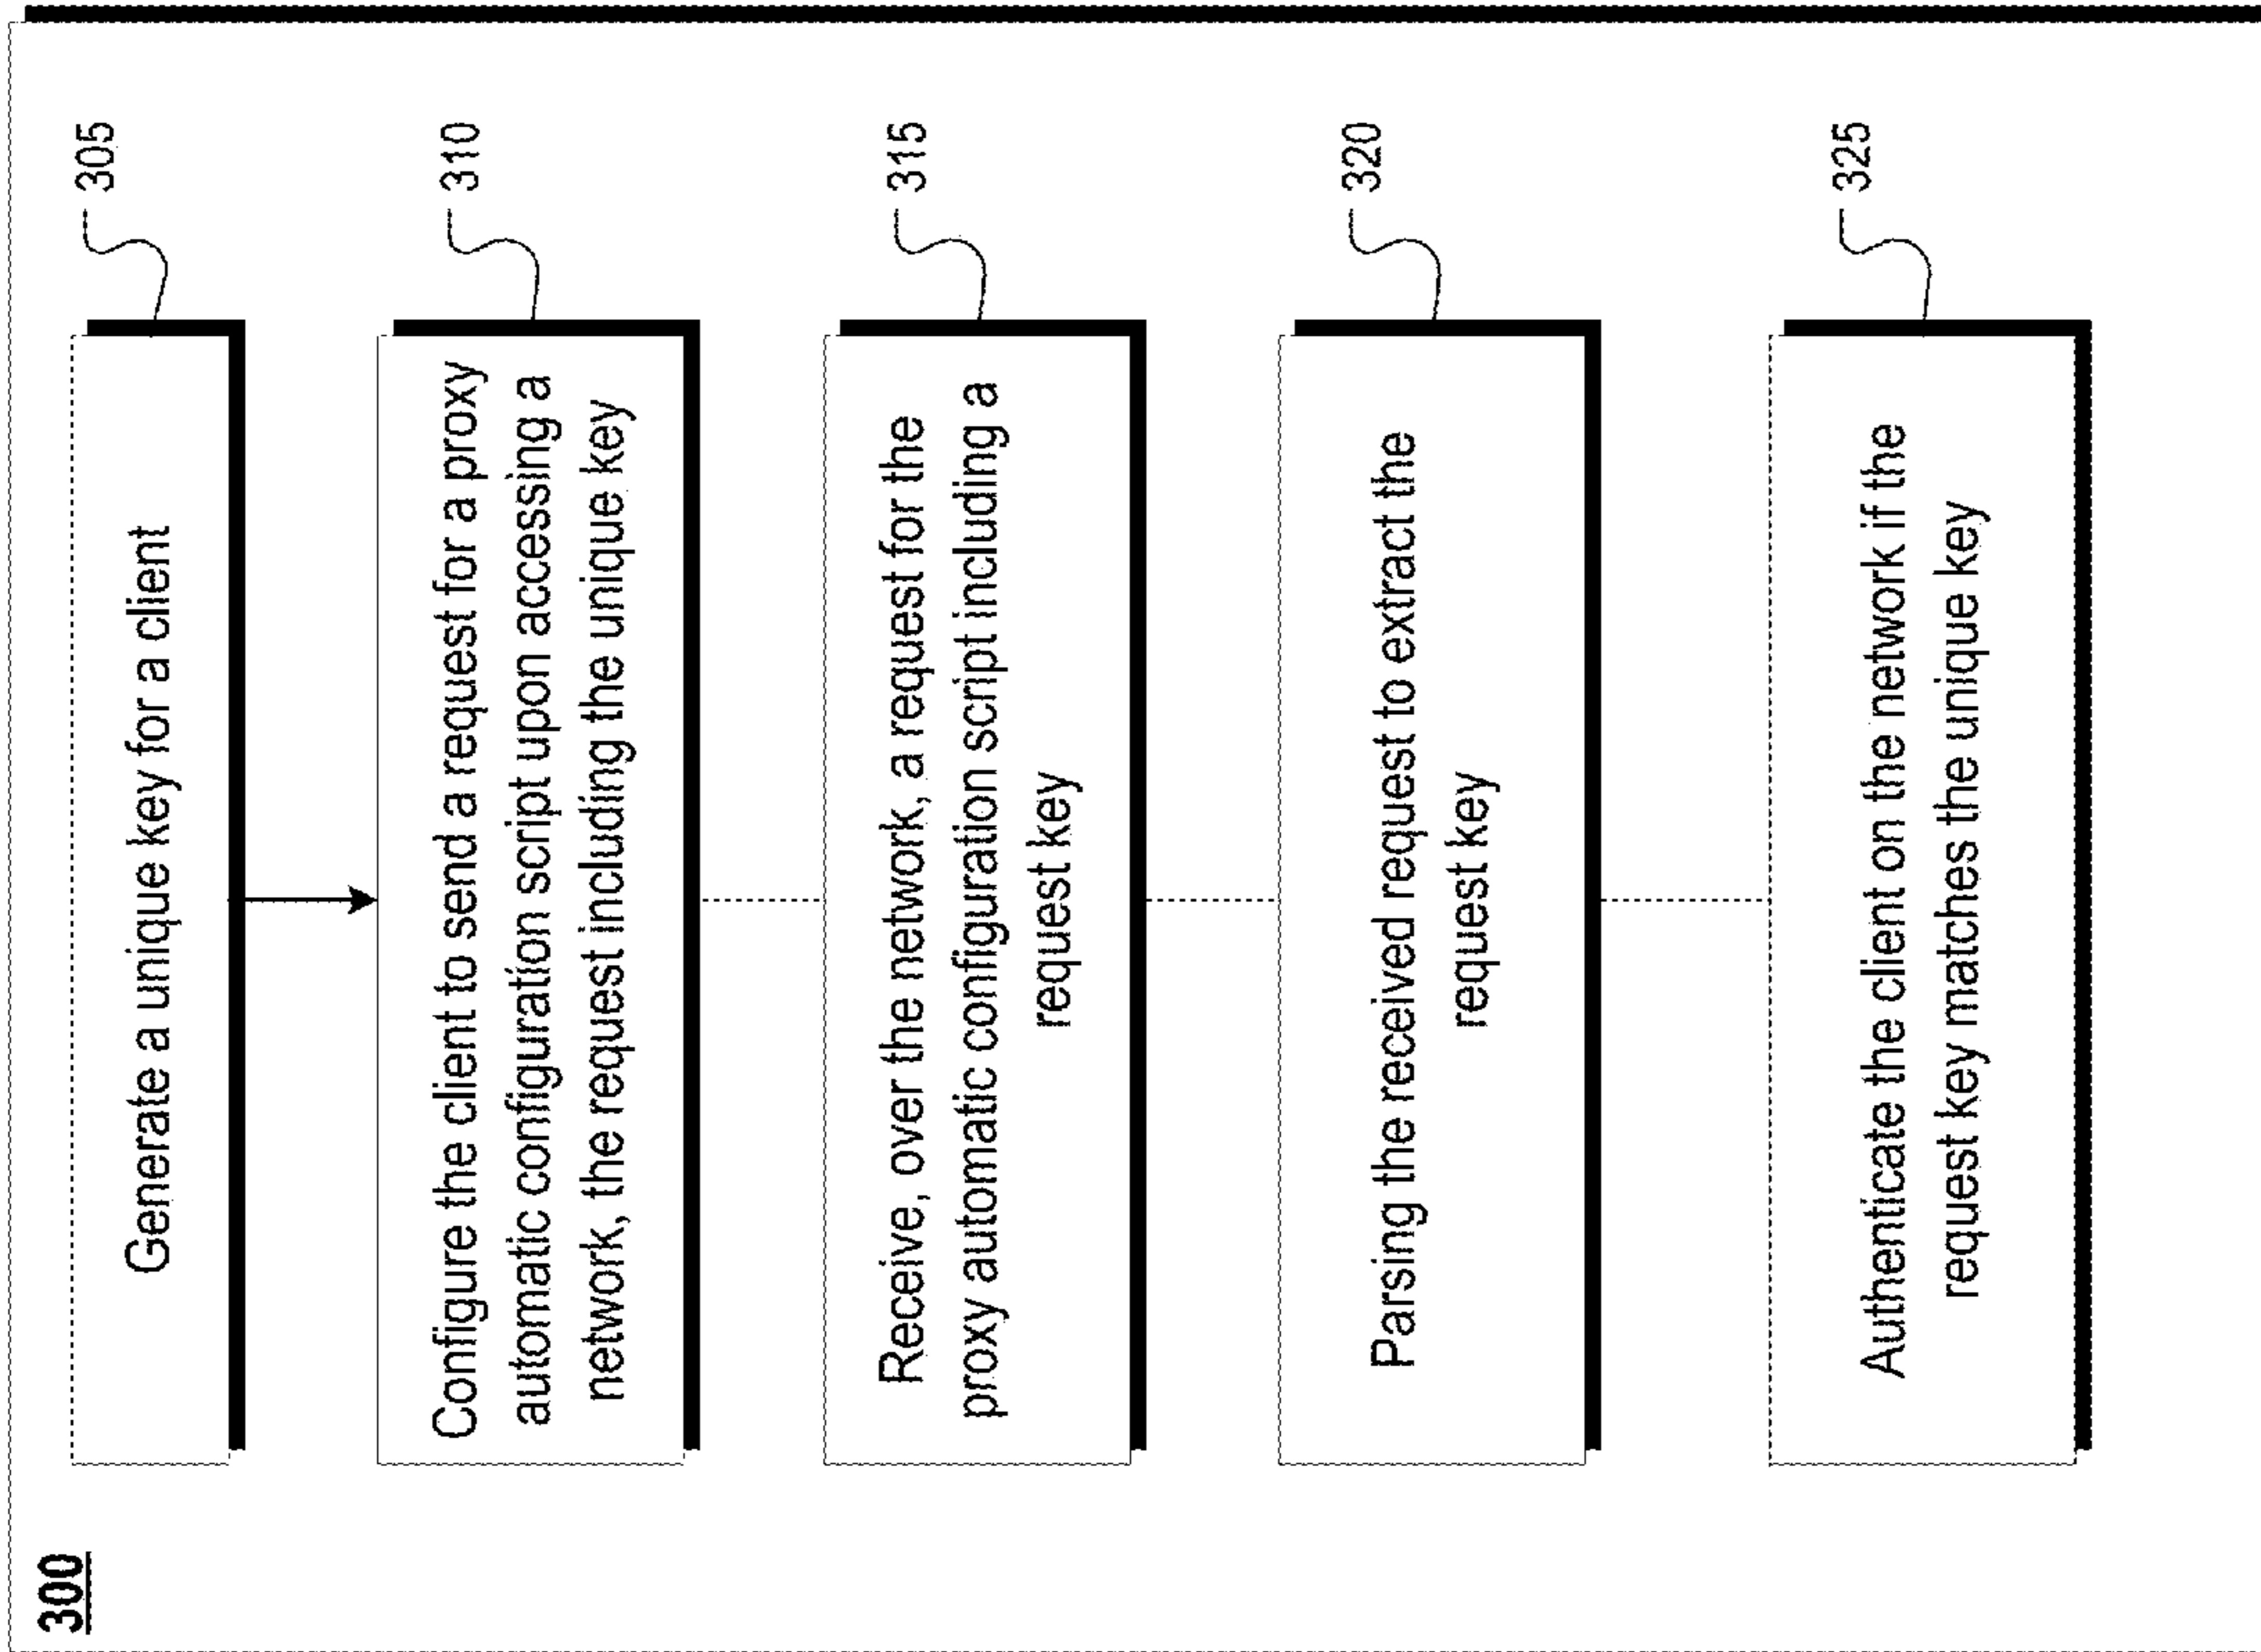 300
Generate a unique key for a client
305
Configure the client to send a request for a proxy
automatic configuration script upon accessing a
network, the request including the unique key
310
Receive, over the network, a request for the
proxy automatic configuration script including a
request key
315
Parsing the received request to extract the
request key
320
Authenticate the client on the network if the
request key matches the unique key
325